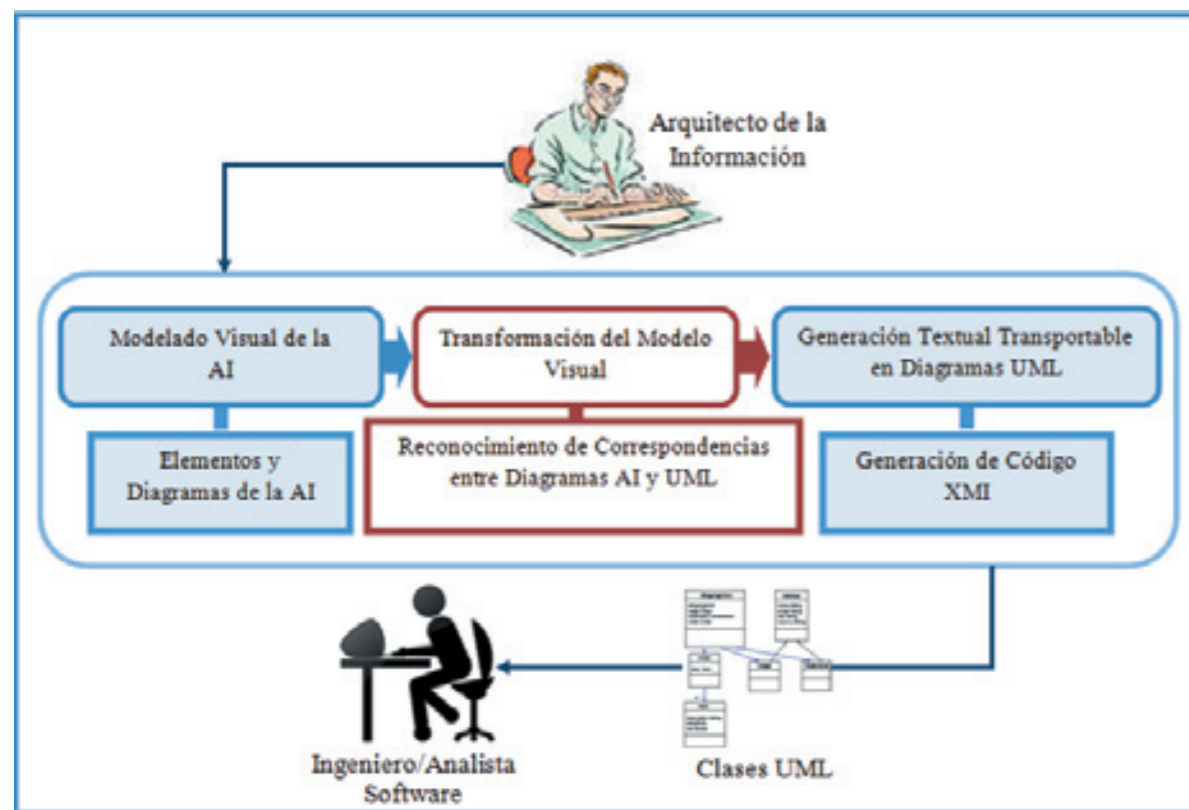 Arquitecto de la
Información
Modelado Visual de la
AI
Transformación del Modelo
Visual
Generación Textual Transportable
en Diagramas UML
Elementos y
Diagramas de la AI
Reconocimiento de Correspondencias
entre Diagramas AI y UML
Generación de Código
XMI
Ingeniero/Analista
Software
Clases UML